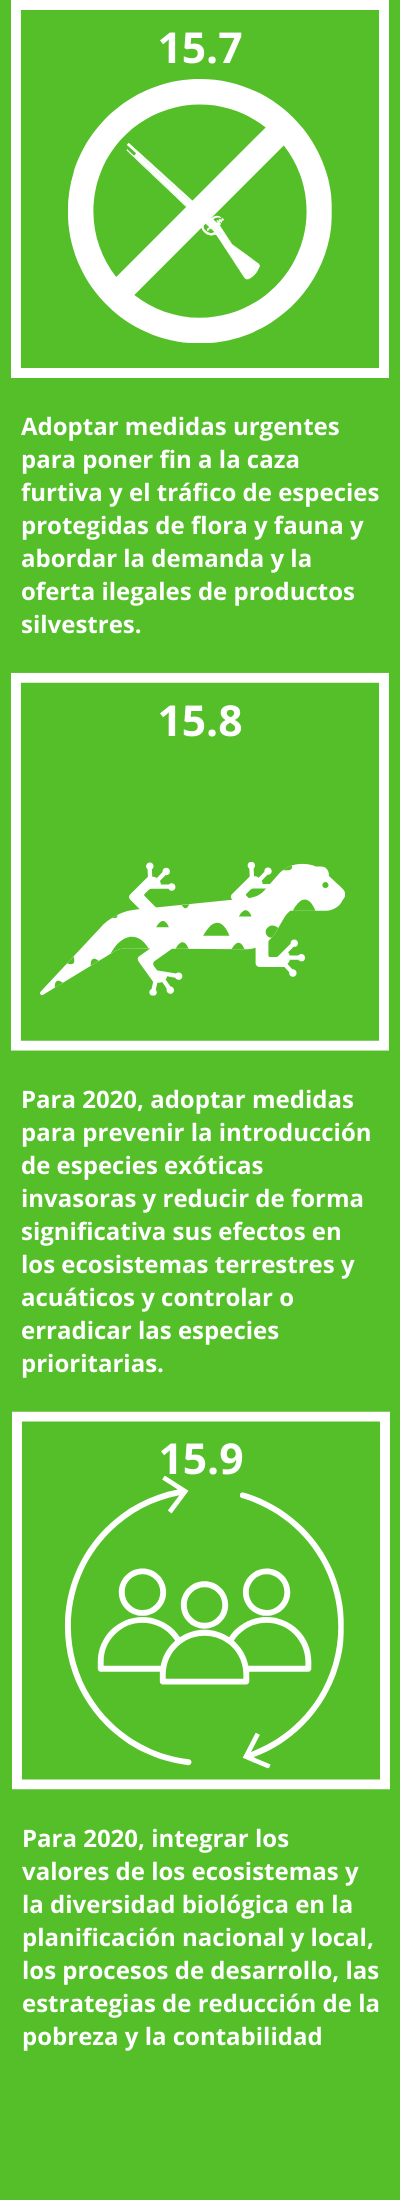 15.7
Adoptar medidas urgentes
para poner fin a la caza
furtiva y el tráfico de especies
protegidas de flora y fauna y
abordar la demanda y la
oferta ilegales de productos
silvestres.
15.8
Para 2020, adoptar medidas
para prevenir la introducción
de especies exóticas
invasoras y reducir de forma
significativa sus efectos en
los ecosistemas terrestres y
acuáticos y controlar o
erradicar las especies
prioritarias.
15.9
Para 2020, integrar los
valores de los ecosistemas y
la diversidad biológica en la
planificación nacional y local,
los procesos de desarrollo, las
estrategias de reducción de la
pobreza y la contabilidad